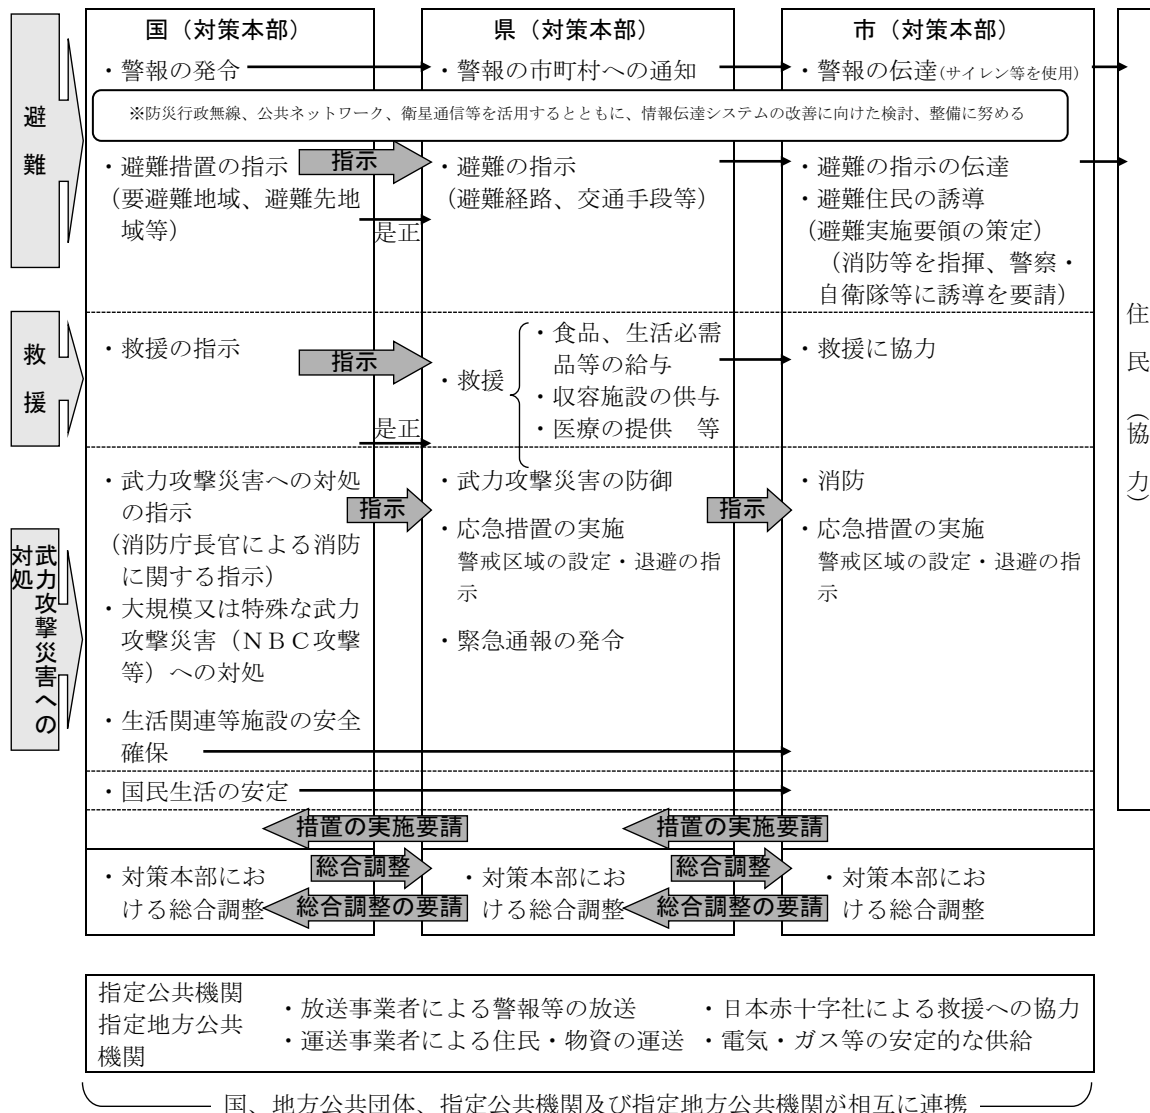 国（対策本部）
県（対策本部）
市（対策本部）
避難
・警報の発令
・警報の市町村への通知
・警報の伝達(サイレン等を使用)
※防災行政無線、公共ネットワーク、衛星通信等を活用するとともに、情報伝達システムの改善に向けた検討、整備に努める
・避難措置の指示
（要避難地域、避難先地
域等）
指示
是正
・避難の指示
（避難経路、交通手段等）
・避難の指示の伝達
・避難住民の誘導
（避難実施要領の策定）
（消防等を指揮、警察・
自衛隊等に誘導を要請）
住民（協力）
救援
・救援の指示
指示
是正
・救援
・食品、生活必需
品等の給与
・収容施設の供与
・医療の提供　等
・救援に協力
武力攻撃災害への
対処
・武力攻撃災害への対処
の指示
（消防庁長官による消防
に関する指示）
・大規模又は特殊な武力
攻撃災害（ＮＢＣ攻撃
等）への対処
・生活関連等施設の安全
確保
指示
・武力攻撃災害の防御
・応急措置の実施
警戒区域の設定・退避の指
示
・緊急通報の発令
指示
・消防
・応急措置の実施
警戒区域の設定・退避の指
示
・国民生活の安定
措置の実施要請
措置の実施要請
総合調整
総合調整
・対策本部にお
ける総合調整
総合調整の要請
・対策本部にお
ける総合調整
総合調整の要請
・対策本部にお
ける総合調整
指定公共機関
指定地方公共
機関
・放送事業者による警報等の放送
・日本赤十字社による救援への協力
・運送事業者による住民・物資の運送
・電気・ガス等の安定的な供給
国、地方公共団体、指定公共機関及び指定地方公共機関が相互に連携